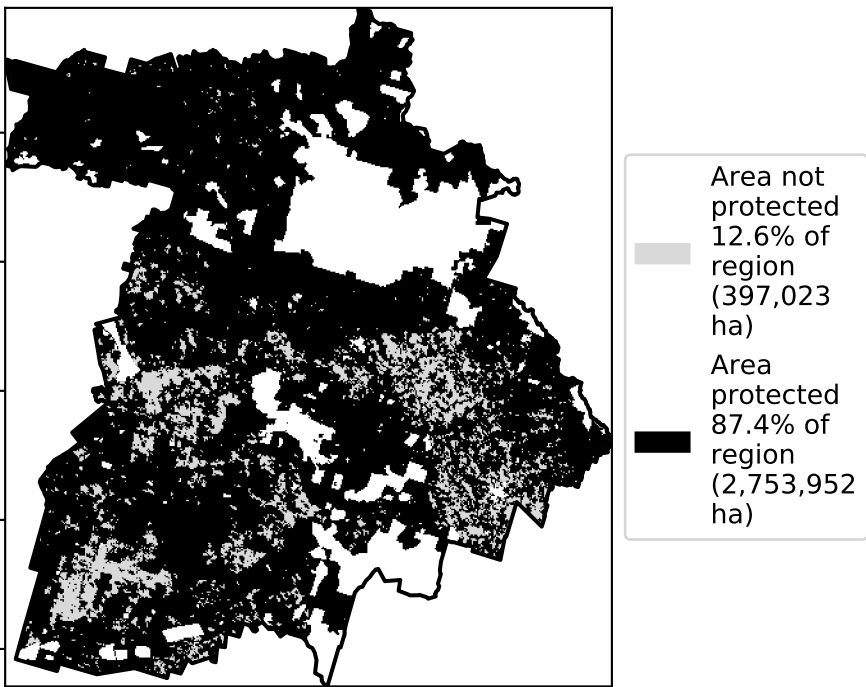 Area not
protected
12.6% of
region
(397,023
ha)
Area
protected
87.4% of
region
(2,753,952
ha)